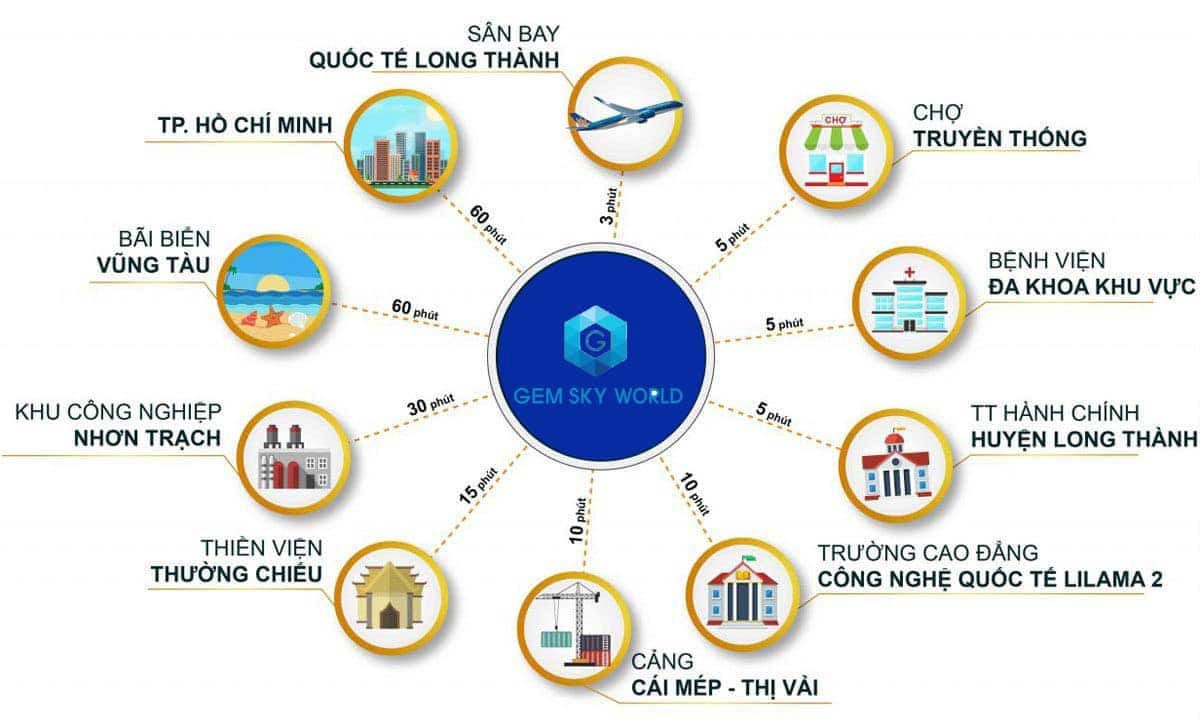 SÂN BAY
QUỐC TẾ LONG THÀNH
3 phút
CHỢ
CHỢ
TRUYỀN THỐNG
5 phút
BỆNH VIỆN
ĐA KHOA KHU VỰC
5 phút
TT HÀNH CHÍNH
HUYỆN LONG THÀNH
5 phút
TRƯỜNG CAO ĐẲNG
CÔNG NGHỆ QUỐC TẾ LILAMA 2
10 phút
CẢNG
CÁI MÉP - THỊ VẢI
10 phút
THIỀN VIỆN
THƯỜNG CHIẾU
15 phút
KHU CÔNG NGHIỆP
NHƠN TRẠCH
30 phút
BÃI BIỂN
VŨNG TÀU
60 phút
TP. HỒ CHÍ MINH
60 phút
G
GEM SKY WORLD